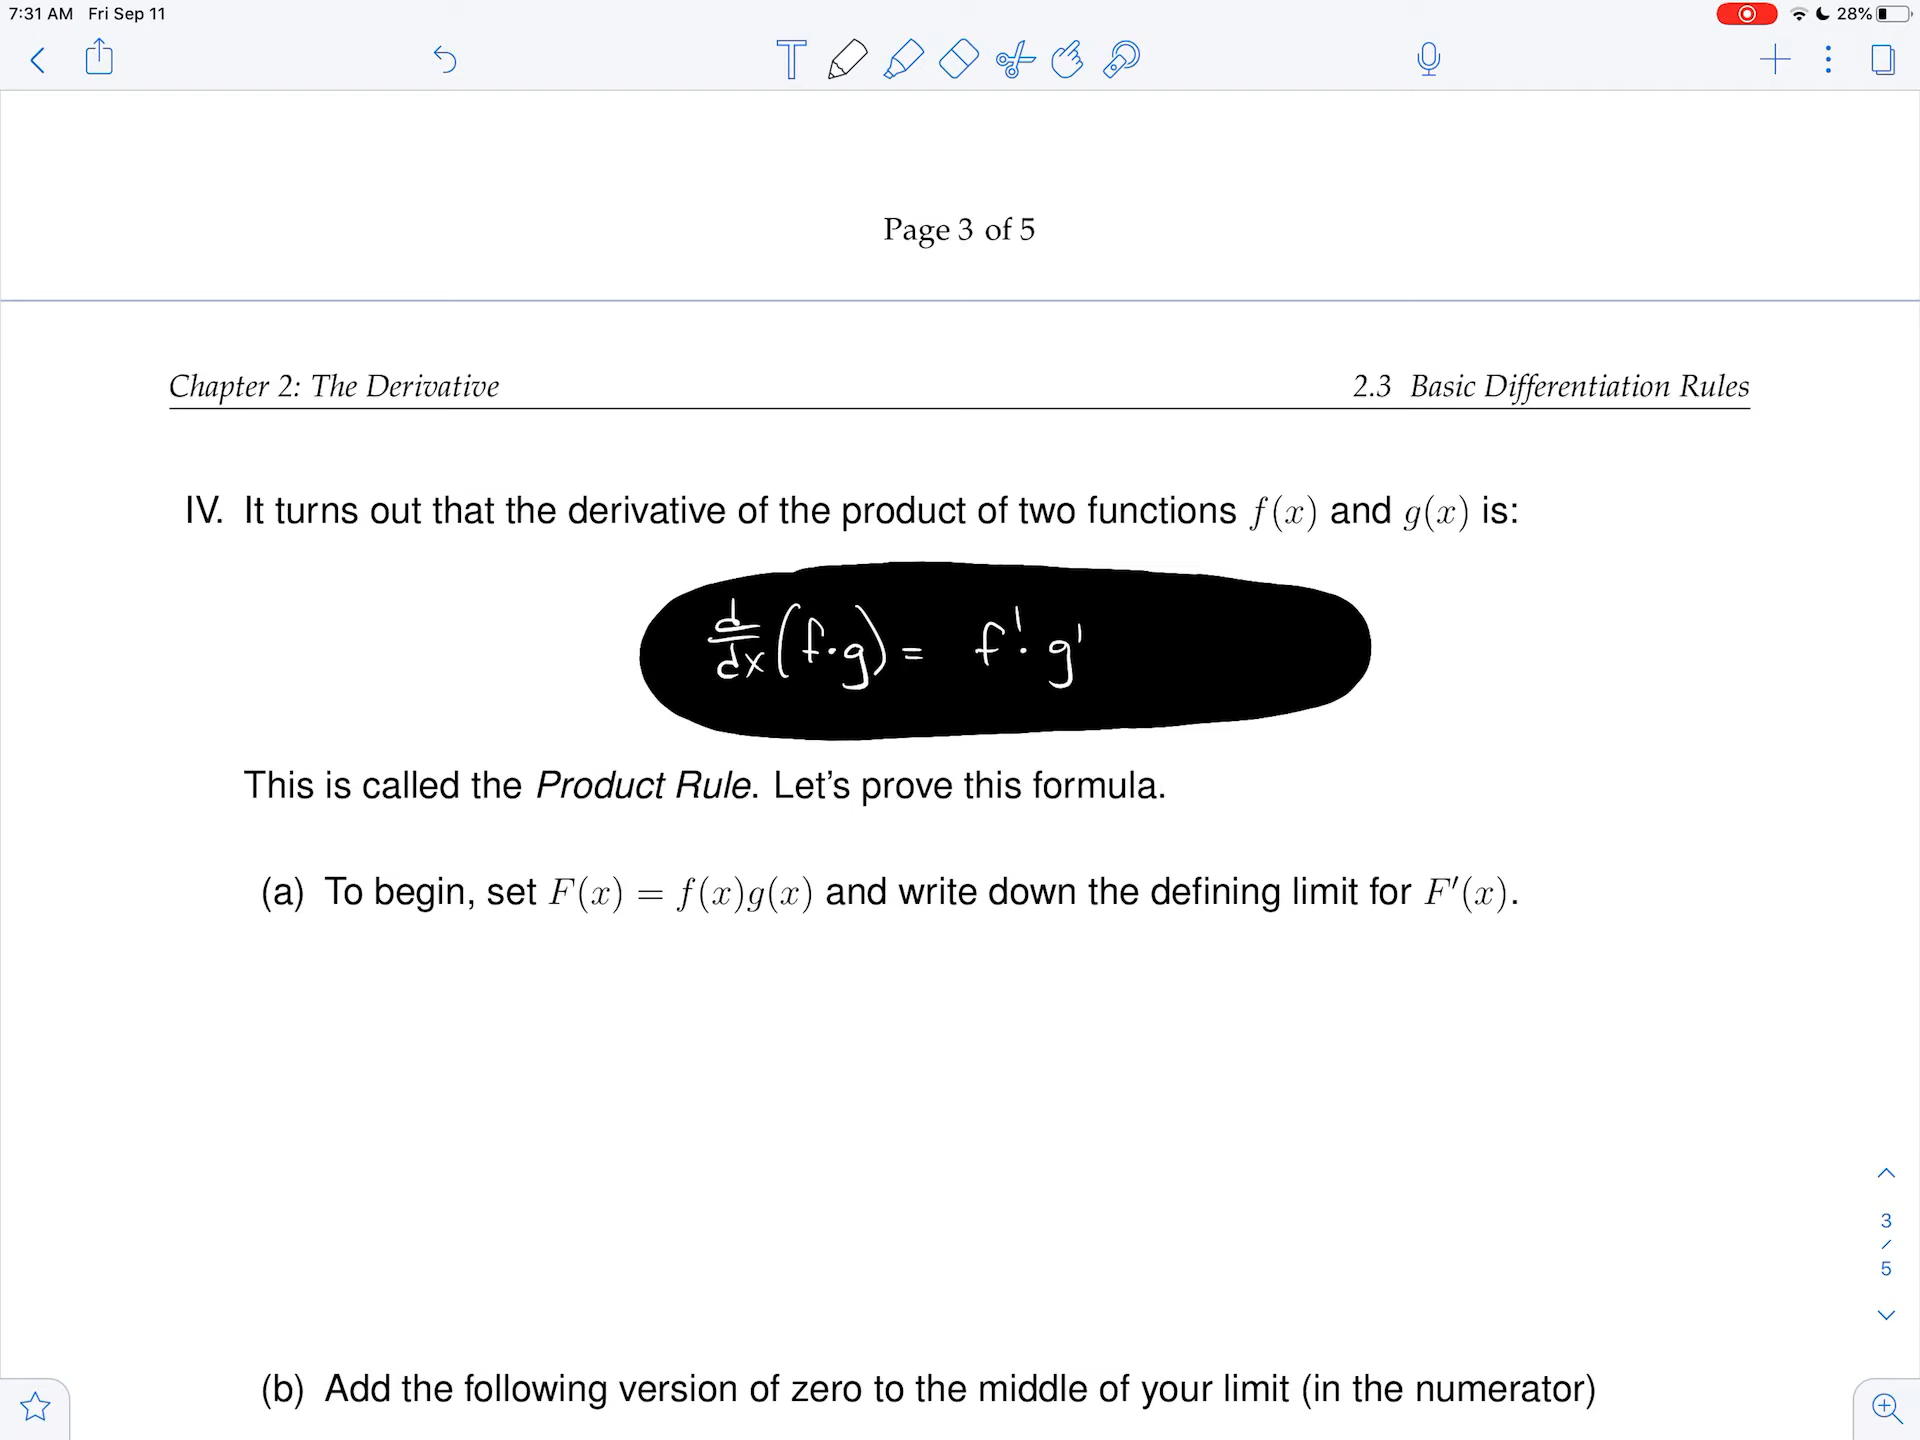 7:31 AM Fri Sep 11 28%
Page 3 of 5
Chapter 2: The Derivative 2.3 Basic Differentiation Rules
IV. It turns out that the derivative of the product of two functions f(x) and g(x) is:
d/dx (f·g) = f'·g'
This is called the Product Rule. Let's prove this formula.
(a) To begin, set F(x) = f(x)g(x) and write down the defining limit for F′(x).
3
/
5
(b) Add the following version of zero to the middle of your limit (in the numerator)